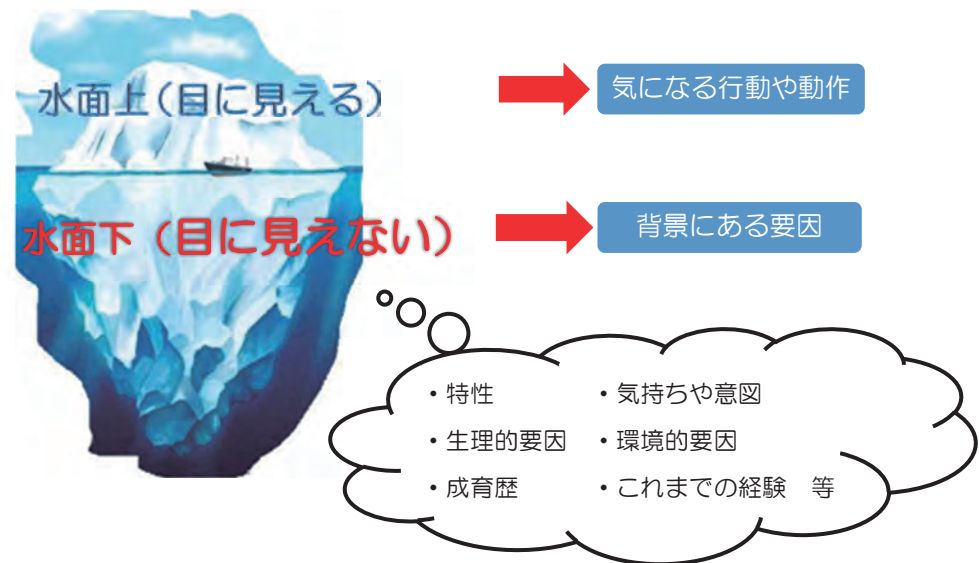 水面上(目に見える)
気になる行動や動作
水面下(目に見えない)
背景にある要因
・特性 ・気持ちや意図
・生理的要因 ・環境的要因
・成育歴 ・これまでの経験 等